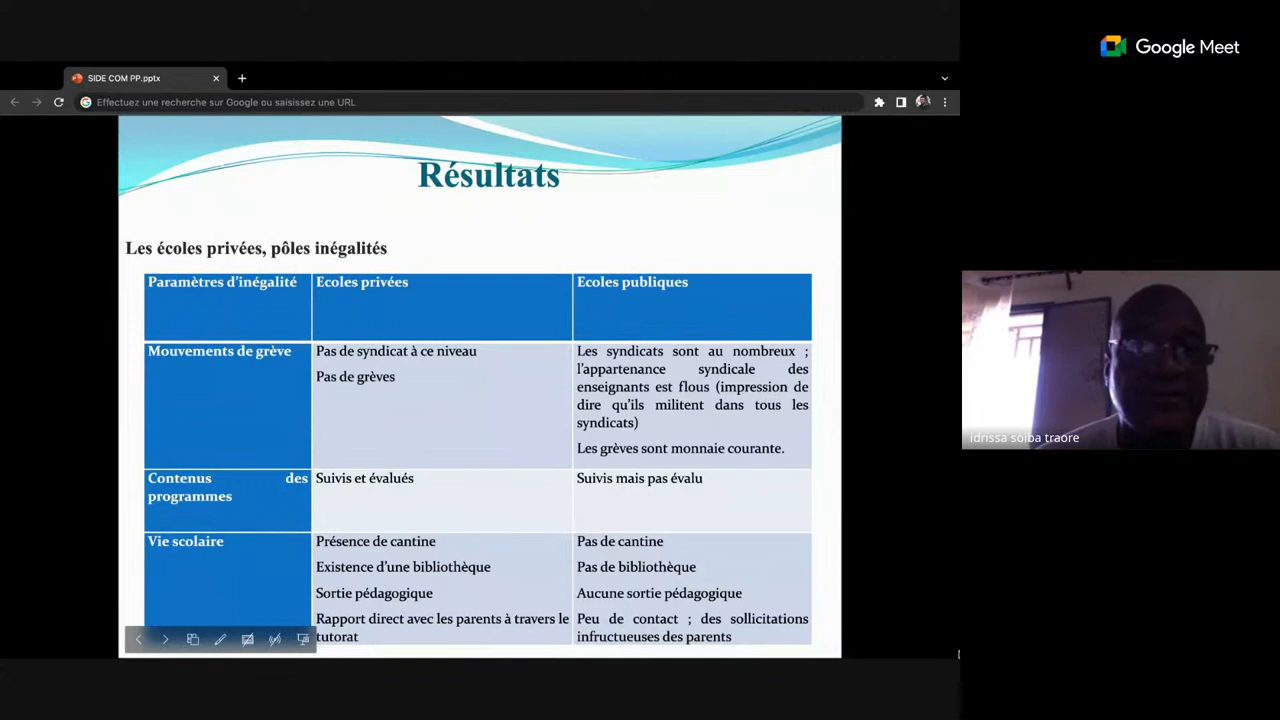 Google Meet
SIDE COM PP.pptx
Effectuez une recherche sur Google ou saisissez une URL
Résultats
Les écoles privées, pôles inégalités
Paramètres d'inégalité
Ecoles privées
Ecoles publiques
Mouvements de grève
Pas de syndicat à ce niveau
Pas de grèves
Les syndicats sont au nombreux ;
l'appartenance syndicale des
enseignants est flous (impression de
dire qu'ils militent dans tous les
syndicats)
Les grèves sont monnaie courante.
Contenus des
programmes
Suivis et évalués
Suivis mais pas évalu
Vie scolaire
Présence de cantine
Existence d'une bibliothèque
Sortie pédagogique
Rapport direct avec les parents à travers le
tutorat
Pas de cantine
Pas de bibliothèque
Aucune sortie pédagogique
Peu de contact ; des sollicitations
infructueuses des parents
idrissa soiba traore